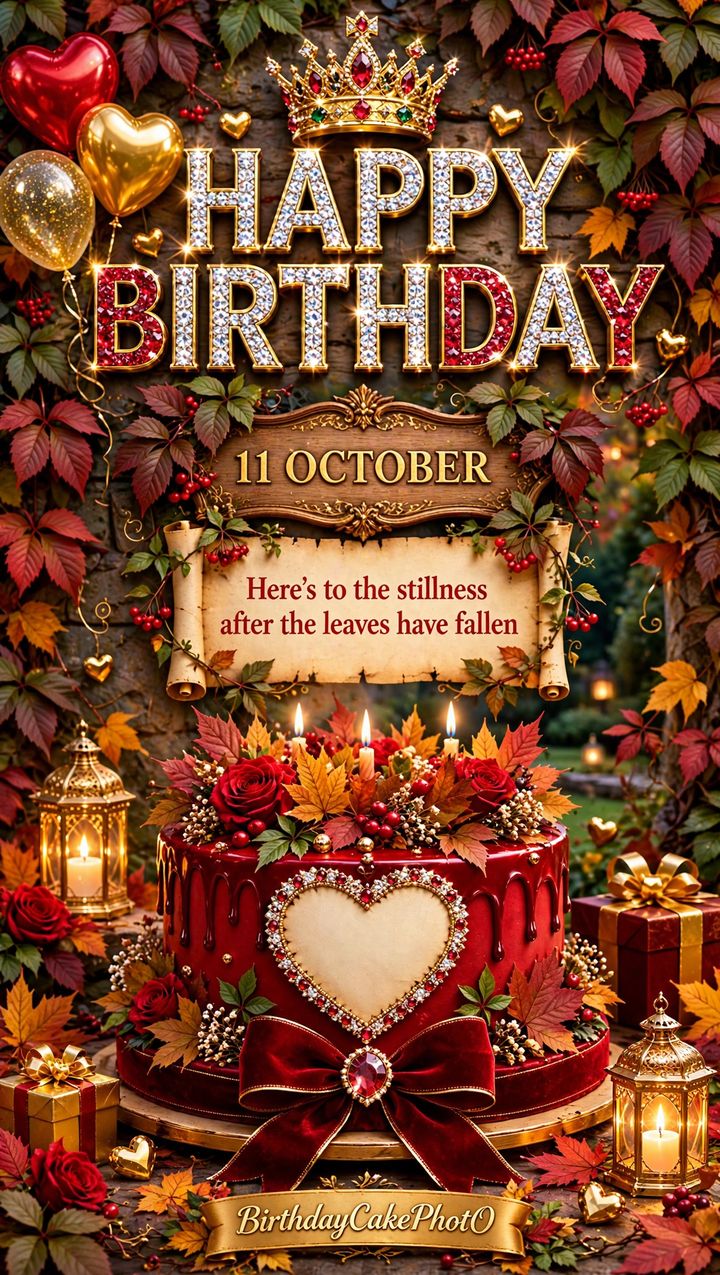 HAPPY
BIRTHDAY
11 OCTOBER
Here's to the stillness
after the leaves have fallen
BirthdayCakePhotO